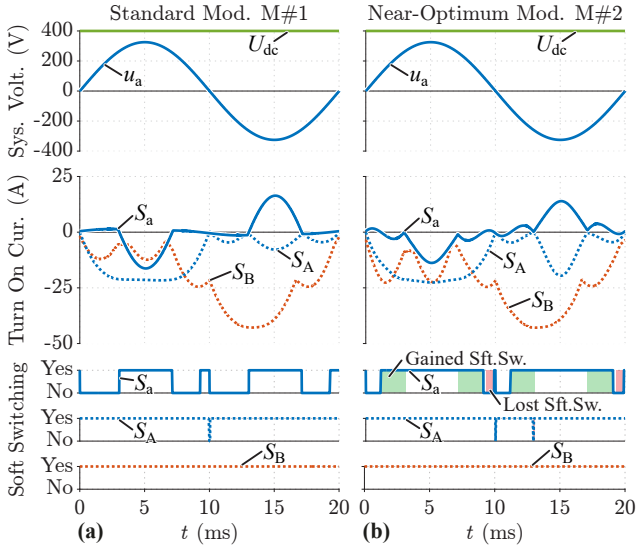 Standard Mod. M#1
Near-Optimum Mod. M#2
Sys. Volt. (V)
400
200
0
-200
-400
U_dc
u_a
U_dc
u_a
Turn On Cur. (A)
25
0
-25
-50
S_a
S_A
S_B
S_a
S_A
S_B
Soft Switching
Yes
No
S_a
Gained Sft.Sw.
S_a
Lost Sft.Sw.
Yes
No
S_A
S_A
Yes
No
S_B
S_B
0 5 10 15 20
0 5 10 15 20
(a) t (ms)
(b) t (ms)